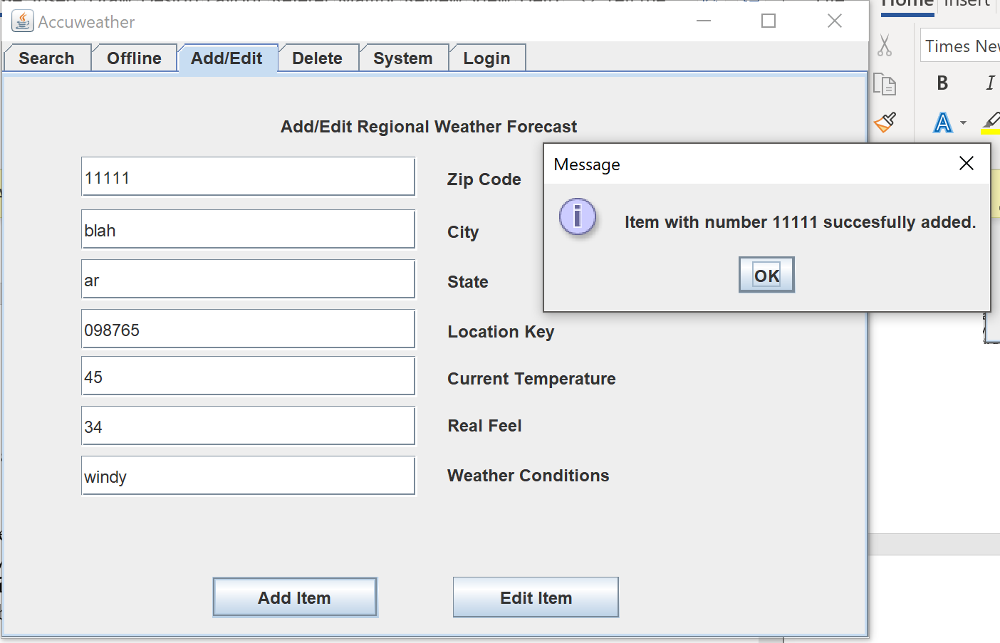 Accuweather
Search Offline Add/Edit Delete System Login
Add/Edit Regional Weather Forecast
11111 Zip Code
blah City
ar State
098765 Location Key
45 Current Temperature
34 Real Feel
windy Weather Conditions
Add Item Edit Item
Message
Item with number 11111 succesfully added.
OK
Home Insert
Times New
B I
A